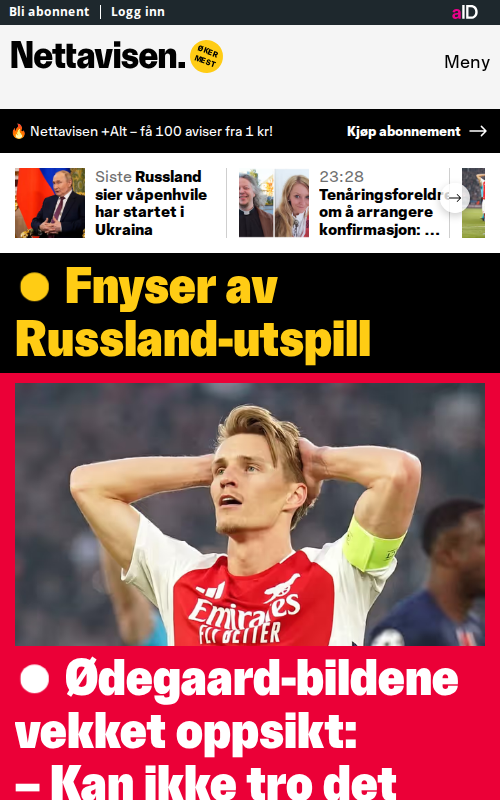 Bli abonnent
Logg inn
aID
Nettavisen.
ØKER
MEST
Meny
🔥 Nettavisen +Alt – få 100 aviser fra 1 kr!
Kjøp abonnement
Siste Russland
sier våpenhvile
har startet i
Ukraina
23:28
Tenåringsforeldre
om å arrangere
konfirmasjon: ...
Fnyser av
Russland-utspill
Emirates
FLY BETTER
Ødegaard-bildene
vekket oppsikt:
– Kan ikke tro det